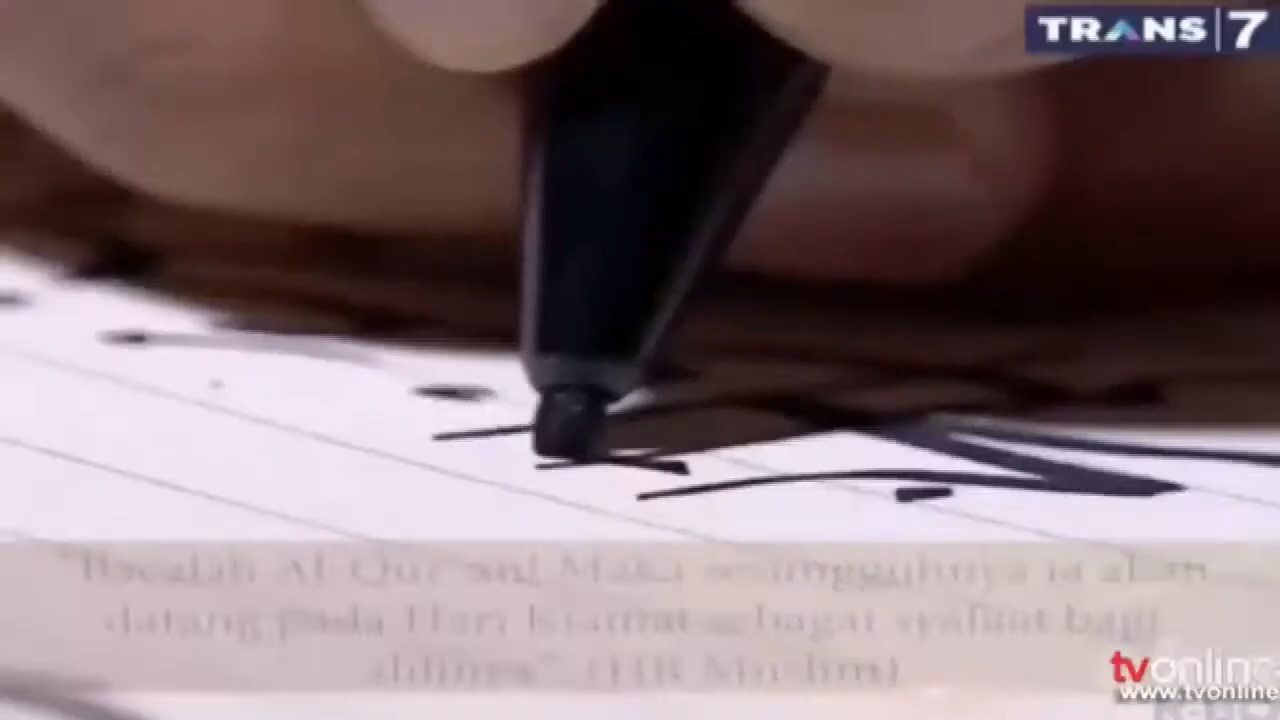 TRANS|7
"Bacalah Al-Qur'an! Maka sesungguhnya ia akan
datang pada Hari kiamat sebagai syafaat bagi
ahlinya". (HR Muslim)
tvonline
www.tvonline